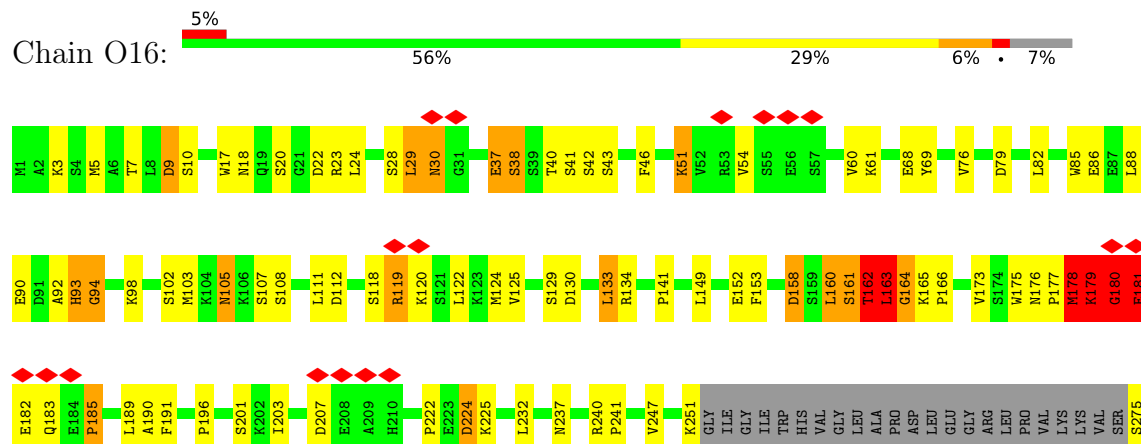 5%
Chain O16:
56% 29% 6% • 7%
M1 A2 K3 S4 M5 A6 T7 L8 D9 S10 W17 N18 Q19 S20 G21 D22 R23 L24 S28 L29 N30 G31 E37 S38 S39 T40 S41 S42 S43 F46 K51 V52 R53 V54 S55 E56 S57 V60 K61 E68 Y69 V76 D79 L82 W85 E86 E87 L88
E90 D91 A92 H93 G94 K98 S102 M103 K104 N105 K106 S107 S108 L111 D112 S118 R119 K120 S121 L122 K123 M124 V125 S129 D130 L133 R134 P141 L149 E152 F153 D158 S159 L160 S161 T162 L163 G164 K165 P166 V173 S174 W175 N176 P177 M178 K179 G180 E181
E182 Q183 E184 P185 L189 A190 F191 P196 S201 K202 I203 D207 E208 A209 H210 P222 E223 D224 K225 L232 N237 R240 P241 V247 K251 GLY ILE GLY ILE TRP HIS VAL GLY LEU ALA PRO ASP LEU GLU GLY ARG LEU PRO VAL LYS LYS VAL SER S275